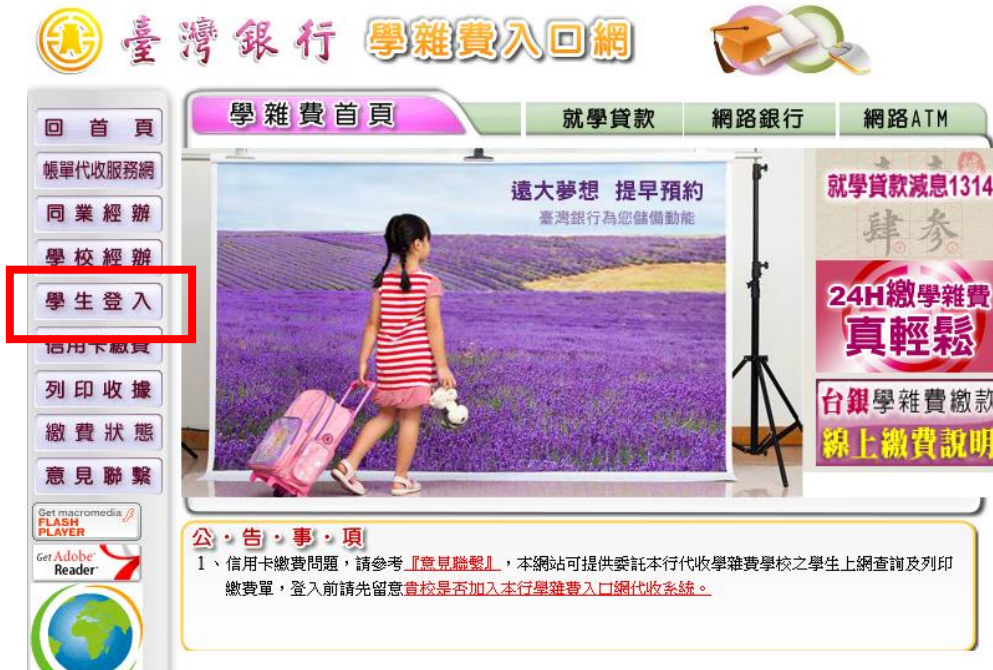 臺灣銀行 學雜費入口網
學雜費首頁
就學貸款
網路銀行
網路ATM
回首頁
帳單代收服務網
同業經辦
學校經辦
學生登入
信用卡繳費
列印收據
繳費狀態
意見聯繫
Get macromedia
FLASH
PLAYER
Get Adobe
Reader
遠大夢想 提早預約
臺灣銀行為您儲備動能
就學貸款減息1314
肆 参
24H繳學雜費
真輕鬆
台銀學雜費繳款
線上繳費說明
公・告・事・項
1、信用卡繳費問題，請參考『意見聯繫』，本網站可提供委託本行代收學雜費學校之學生上網查詢及列印
繳費單，登入前請先留意貴校是否加入本行學雜費入口網代收系統。